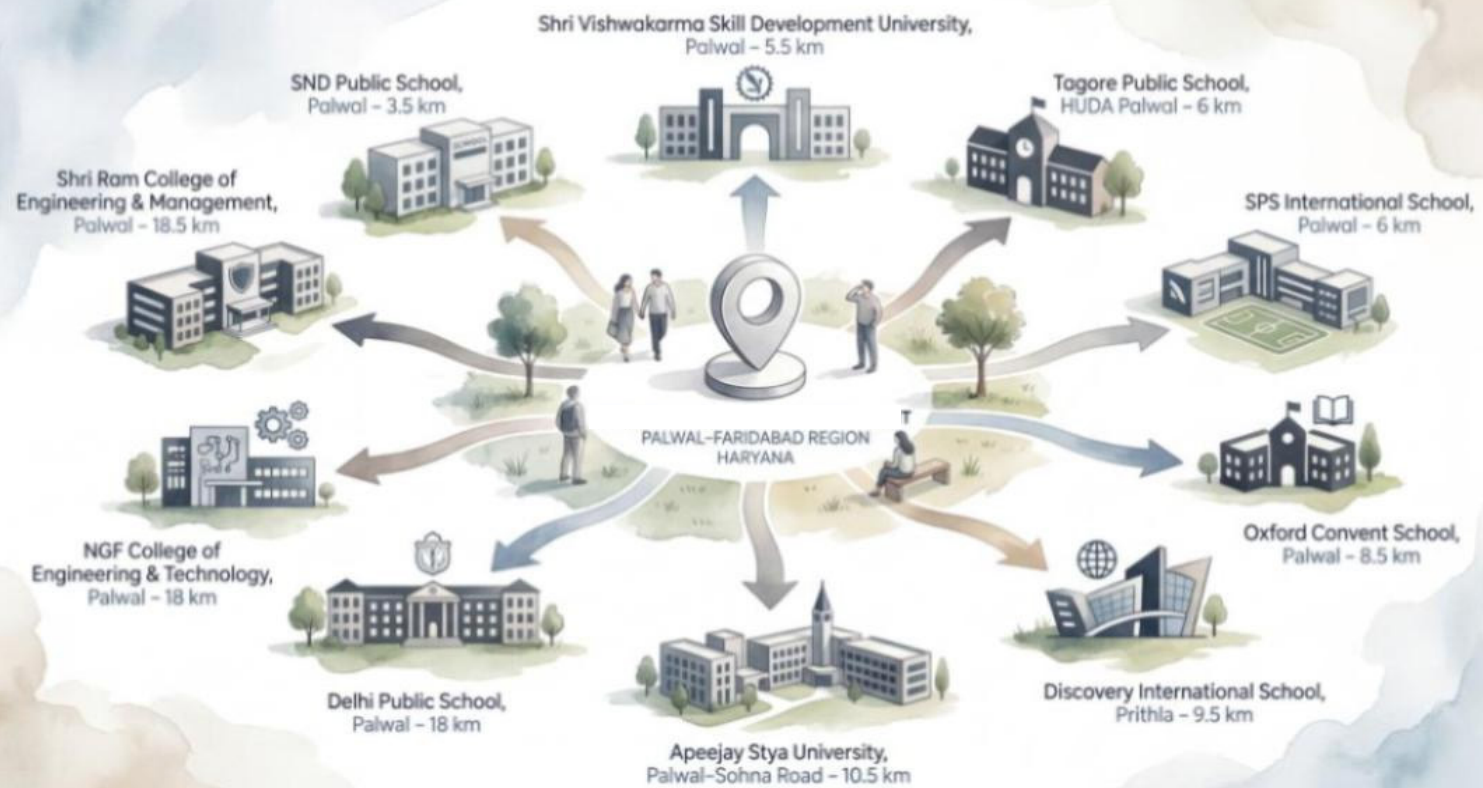 Shri Vishwakarma Skill Development University,
Palwal – 5.5 km
SND Public School,
Palwal – 3.5 km
Tagore Public School,
HUDA Palwal – 6 km
Shri Ram College of
Engineering & Management,
Palwal – 18.5 km
SPS International School,
Palwal – 6 km
SCHOOL
T
PALWAL–FARIDABAD REGION
HARYANA
NGF College of
Engineering & Technology,
Palwal – 18 km
Oxford Convent School,
Palwal – 8.5 km
Delhi Public School,
Palwal – 18 km
Discovery International School,
Prithla – 9.5 km
Apeejay Stya University,
Palwal–Sohna Road – 10.5 km